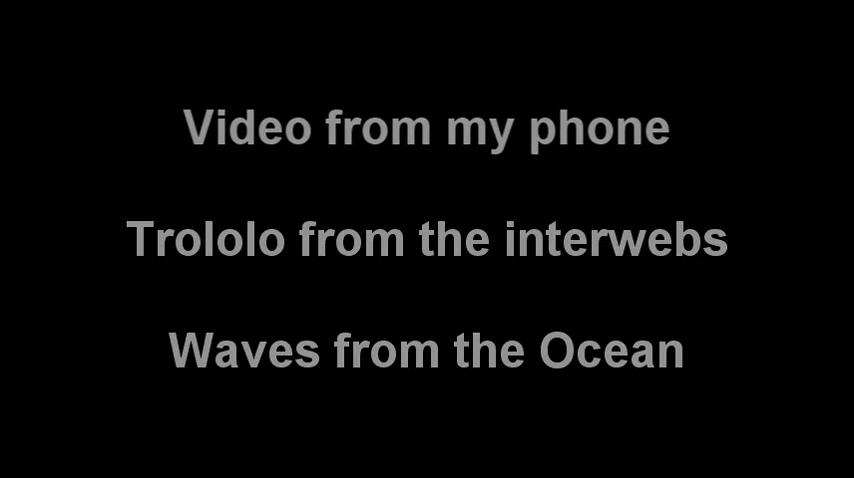 Video from my phone
Trololo from the interwebs
Waves from the Ocean